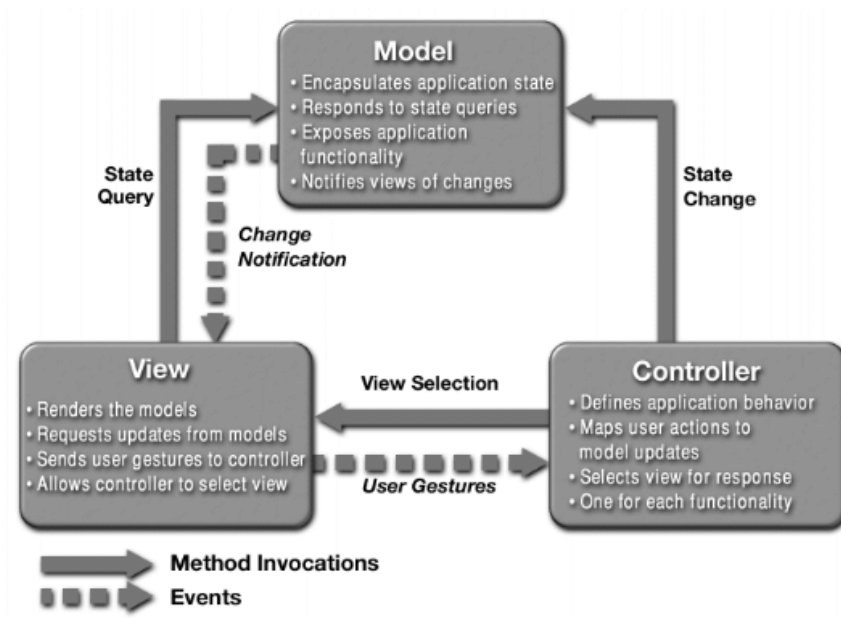 Model
• Encapsulates application state
• Responds to state queries
• Exposes application
functionality
• Notifies views of changes
State
Query
State
Change
Change
Notification
View
• Renders the models
• Requests updates from models
• Sends user gestures to controller
• Allows controller to select view
View Selection
User Gestures
Controller
• Defines application behavior
• Maps user actions to
model updates
• Selects view for response
• One for each functionality
Method Invocations
Events